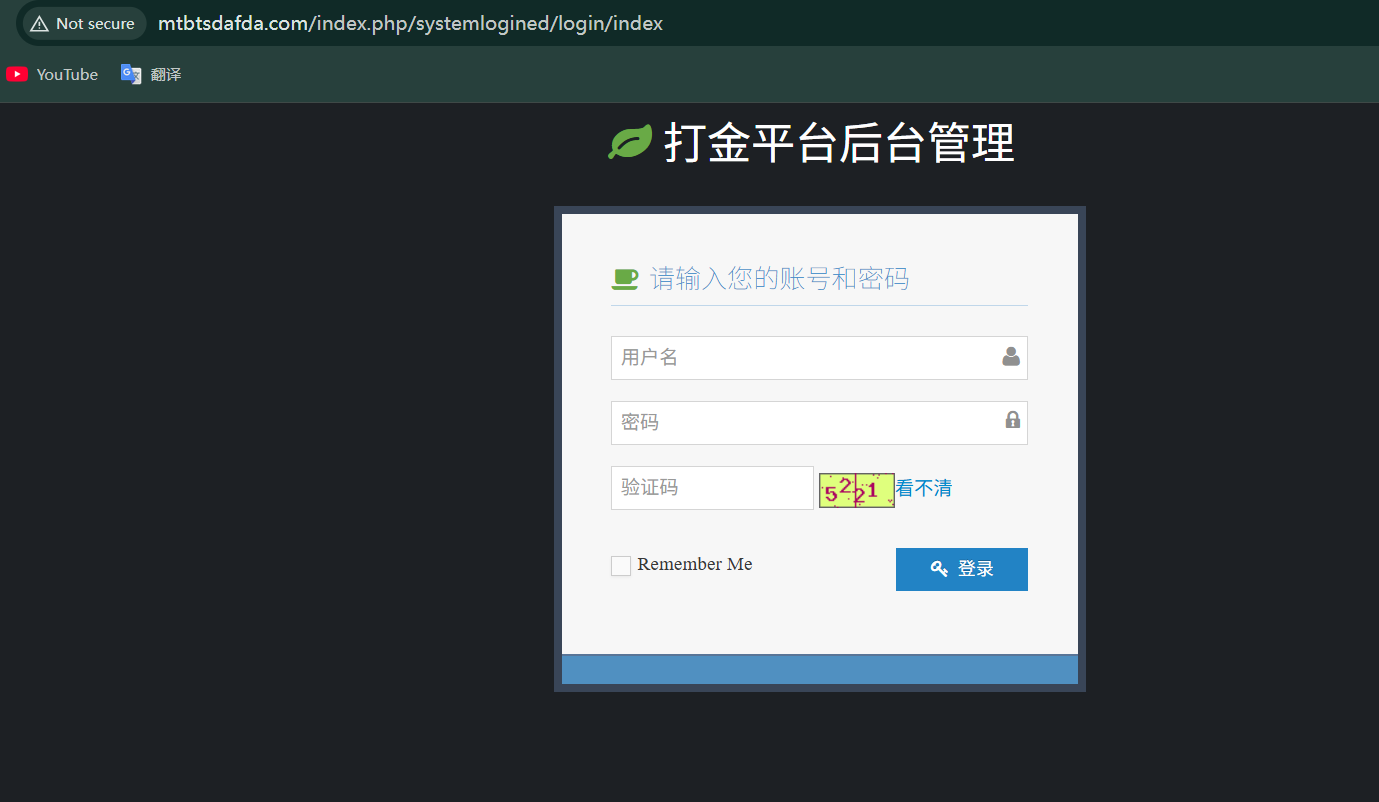 Not secure mtbtsdafda.com/index.php/systemlogined/login/index
YouTube 翻译
打金平台后台管理
请输入您的账号和密码
用户名
密码
验证码 5221 看不清
Remember Me 登录